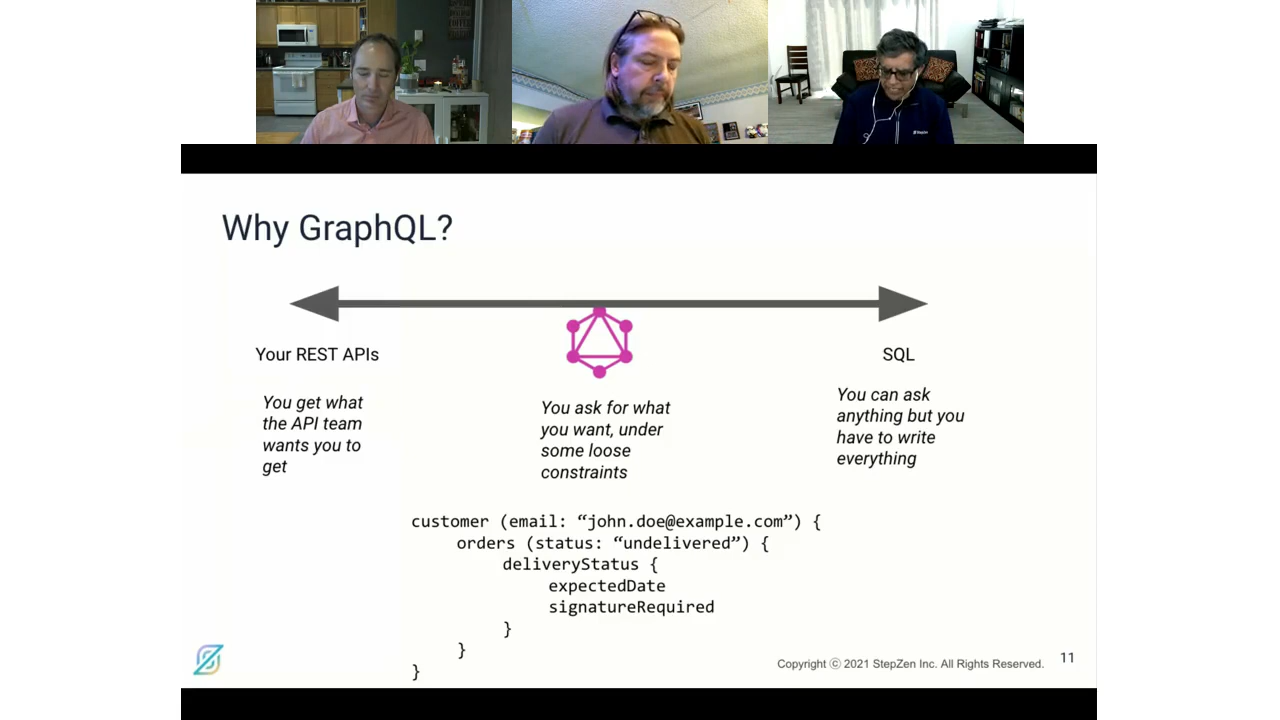 StepZen
Why GraphQL?
Your REST APIs
SQL
You get what
the API team
wants you to
get
You ask for what
you want, under
some loose
constraints
You can ask
anything but you
have to write
everything
customer (email: “john.doe@example.com”) {
orders (status: “undelivered”) {
deliveryStatus {
expectedDate
signatureRequired
}
}
}
Copyright ⓒ 2021 StepZen Inc. All Rights Reserved.
11